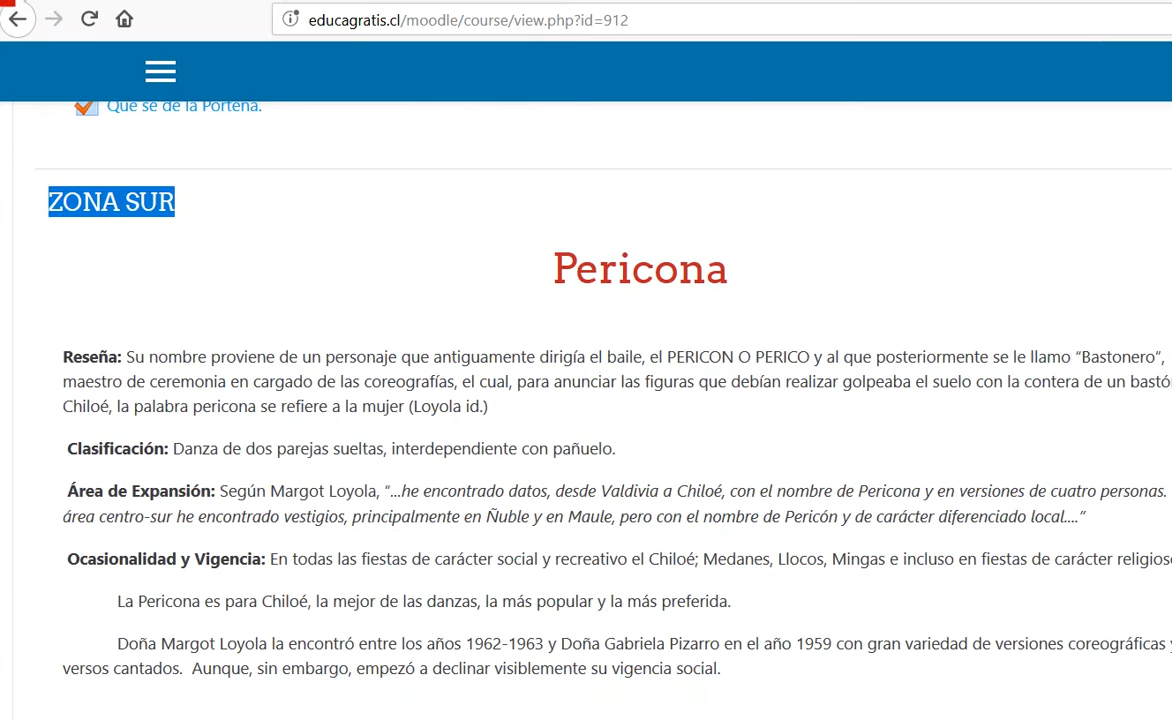 educagratis.cl/moodle/course/view.php?id=912
Que se de la Porteña.
ZONA SUR
Pericona
Reseña: Su nombre proviene de un personaje que antiguamente dirigía el baile, el PERICON O PERICO y al que posteriormente se le llamo “Bastonero”,
maestro de ceremonia en cargado de las coreografías, el cual, para anunciar las figuras que debían realizar golpeaba el suelo con la contera de un bastó
Chiloé, la palabra pericona se refiere a la mujer (Loyola id.)
Clasificación: Danza de dos parejas sueltas, interdependiente con pañuelo.
Área de Expansión: Según Margot Loyola, “...he encontrado datos, desde Valdivia a Chiloé, con el nombre de Pericona y en versiones de cuatro personas.
área centro-sur he encontrado vestigios, principalmente en Ñuble y en Maule, pero con el nombre de Pericón y de carácter diferenciado local....”
Ocasionalidad y Vigencia: En todas las fiestas de carácter social y recreativo el Chiloé; Medanes, Llocos, Mingas e incluso en fiestas de carácter religios
La Pericona es para Chiloé, la mejor de las danzas, la más popular y la más preferida.
Doña Margot Loyola la encontró entre los años 1962-1963 y Doña Gabriela Pizarro en el año 1959 con gran variedad de versiones coreográficas y
versos cantados. Aunque, sin embargo, empezó a declinar visiblemente su vigencia social.